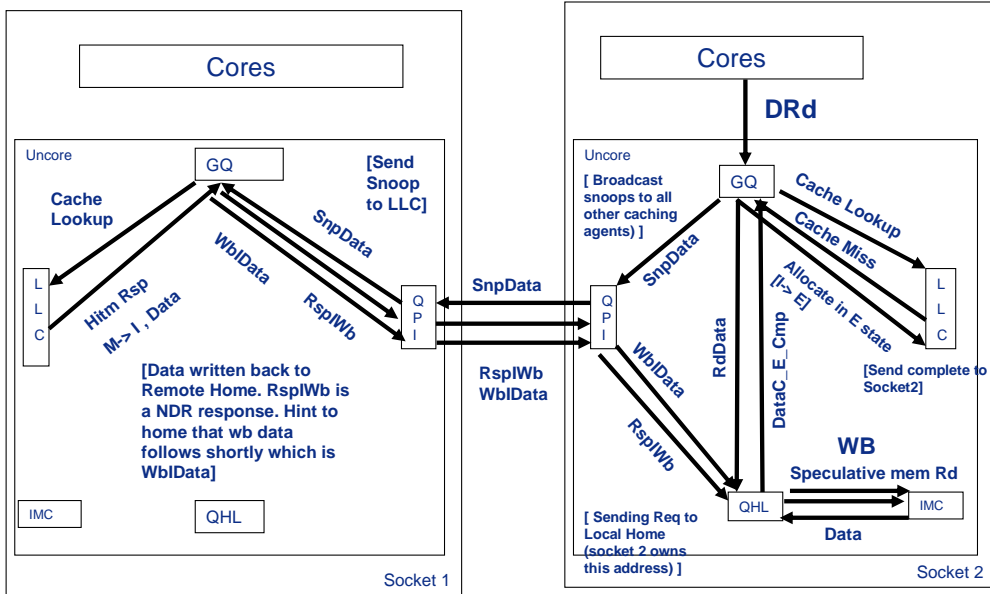 Cores
Uncore
GQ
[Send
Snoop
to LLC]
Cache
Lookup
SnpData
WbIData
RspIWb
L
L
C
Hitm Rsp
M-> I , Data
Q
P
I
[Data written back to
Remote Home. RspIWb is
a NDR response. Hint to
home that wb data
follows shortly which is
WbIData]
IMC
QHL
Socket 1
SnpData
RspIWb
WbIData
Cores
DRd
Uncore
GQ
[ Broadcast
snoops to all
other caching
agents) ]
Cache Lookup
Cache Miss
Allocate in E state
[I-> E]
SnpData
L
L
C
Q
P
I
RdData
DataC_E_Cmp
WbIData
RspIWb
[Send complete to
Socket2]
WB
Speculative mem Rd
QHL
IMC
Data
[ Sending Req to
Local Home
(socket 2 owns
this address) ]
Socket 2